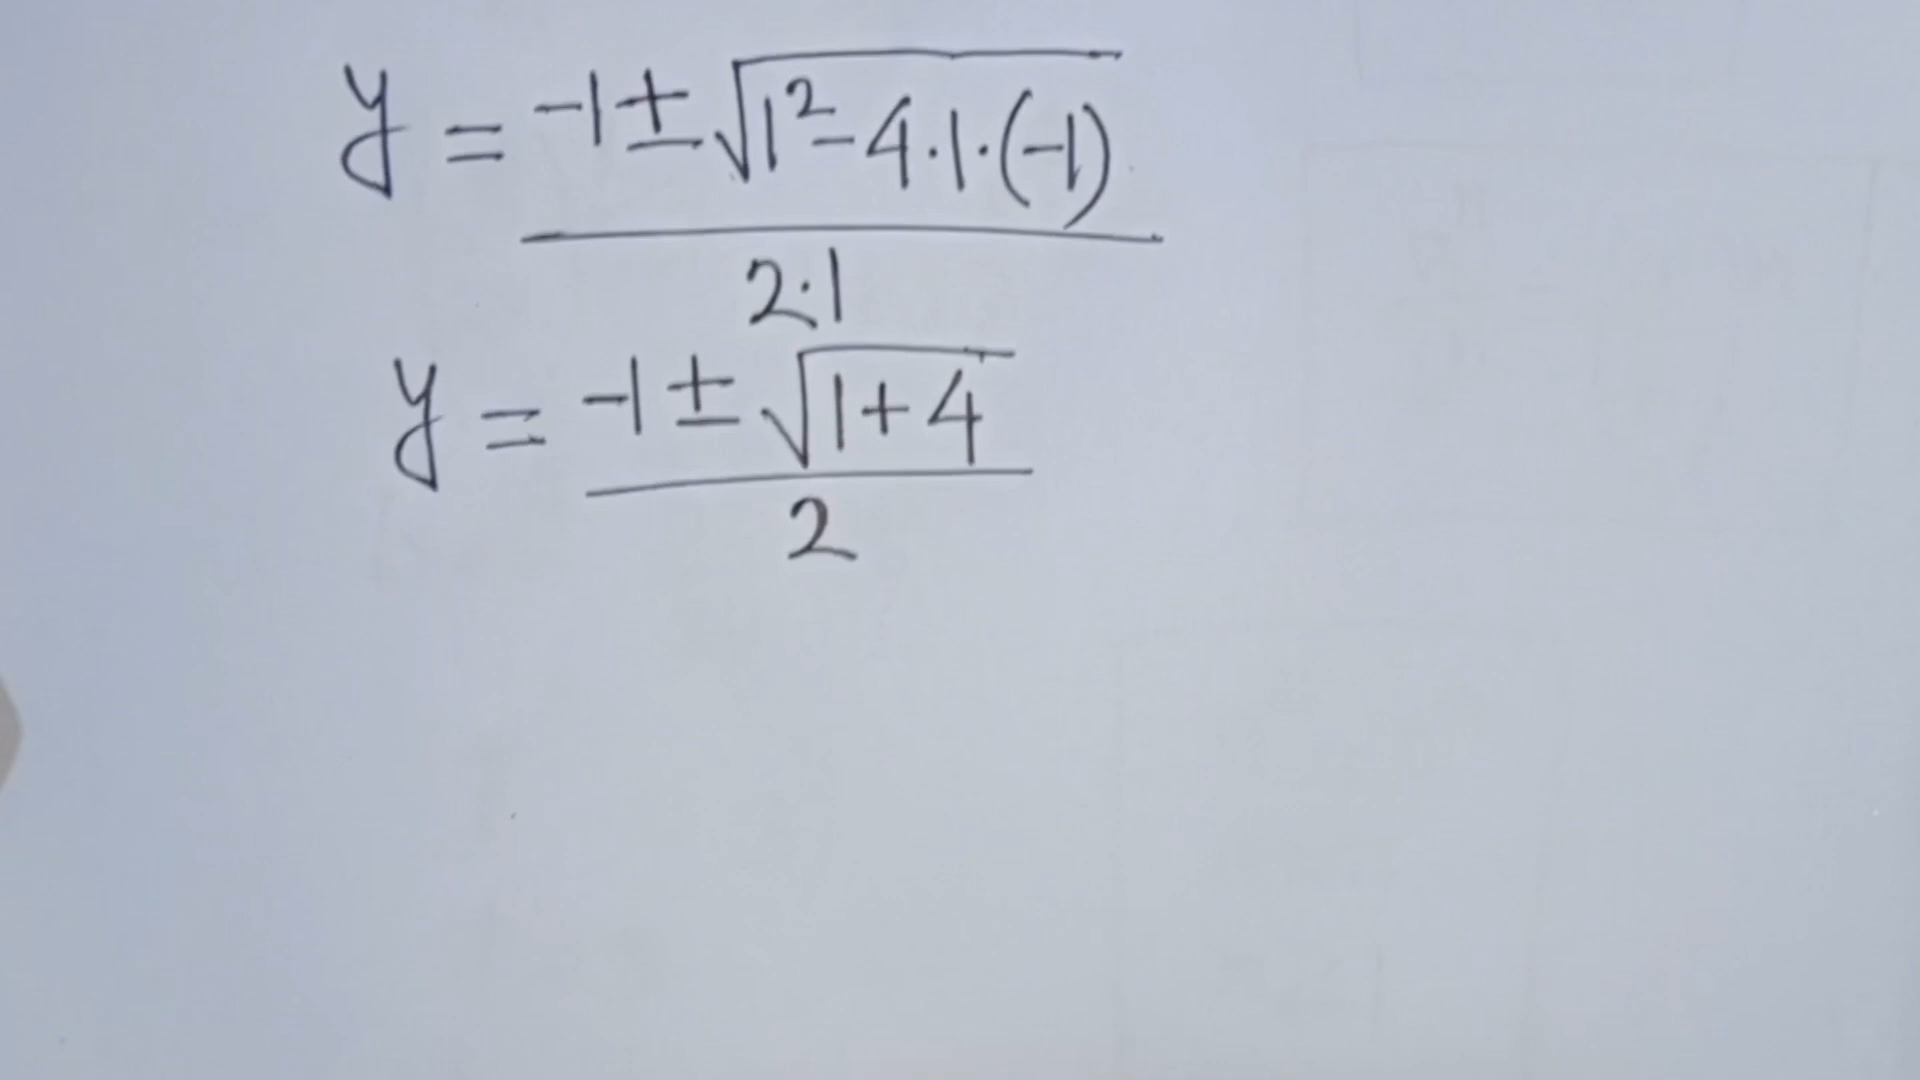 y = (-1 ± √(1² - 4·1·(-1))) / (2·1)
y = (-1 ± √(1 + 4)) / 2